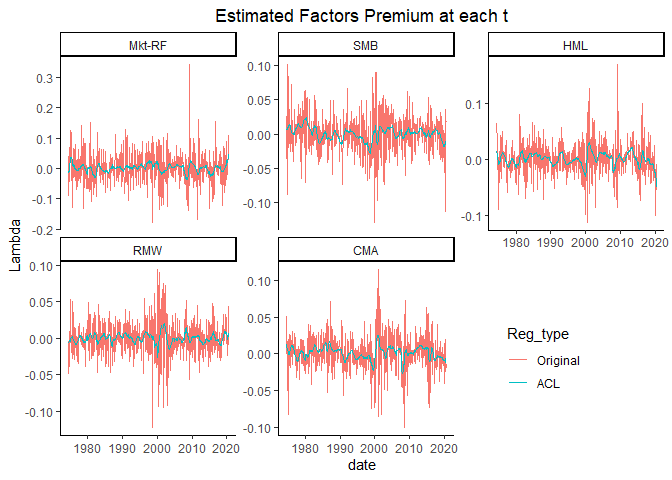 Estimated Factors Premium at each t
Mkt-RF
SMB
HML
0.3
0.2
0.1
0.0
-0.1
-0.2
0.10
0.05
0.00
-0.05
-0.10
0.1
0.0
-0.1
1980 1990 2000 2010 2020
Lambda
RMW
CMA
0.10
0.05
0.00
-0.05
-0.10
0.10
0.05
0.00
-0.05
-0.10
Reg_type
Original
ACL
1980 1990 2000 2010 2020
1980 1990 2000 2010 2020
date